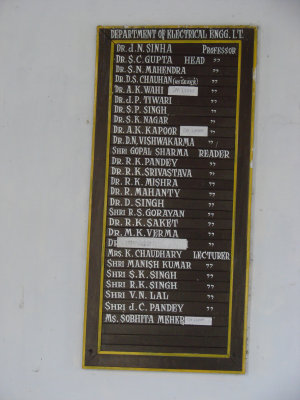 DEPARTMENT OF ELECTRICAL ENGG. I.T.
DR. J.N. SINHA PROFESSOR
DR. S.C. GUPTA HEAD "
DR. S.N. MAHENDRA "
DR. D.S. CHAUHAN "
DR. A.K. WAHI "
DR. J.P. TIWARI "
DR. S.P. SINGH "
DR. S.K. NAGAR "
DR. A.K. KAPOOR "
DR. D.N. VISHWAKARMA "
SHRI GOPAL SHARMA READER
DR. R.K. PANDEY "
DR. R.K. SRIVASTAVA "
DR. R.K. MISHRA "
DR. R. MAHANTY "
DR. D. SINGH "
SHRI R.S. GORAYAN "
DR. R.K. SAKET "
DR. M.K. VERMA "
DR. "
MRS. K. CHAUDHARY LECTURER
SHRI MANISH KUMAR "
SHRI S.K. SINGH "
SHRI R.K. SINGH "
SHRI V.N. LAL "
SHRI J.C. PANDEY "
MS. SOBHITA MEHER